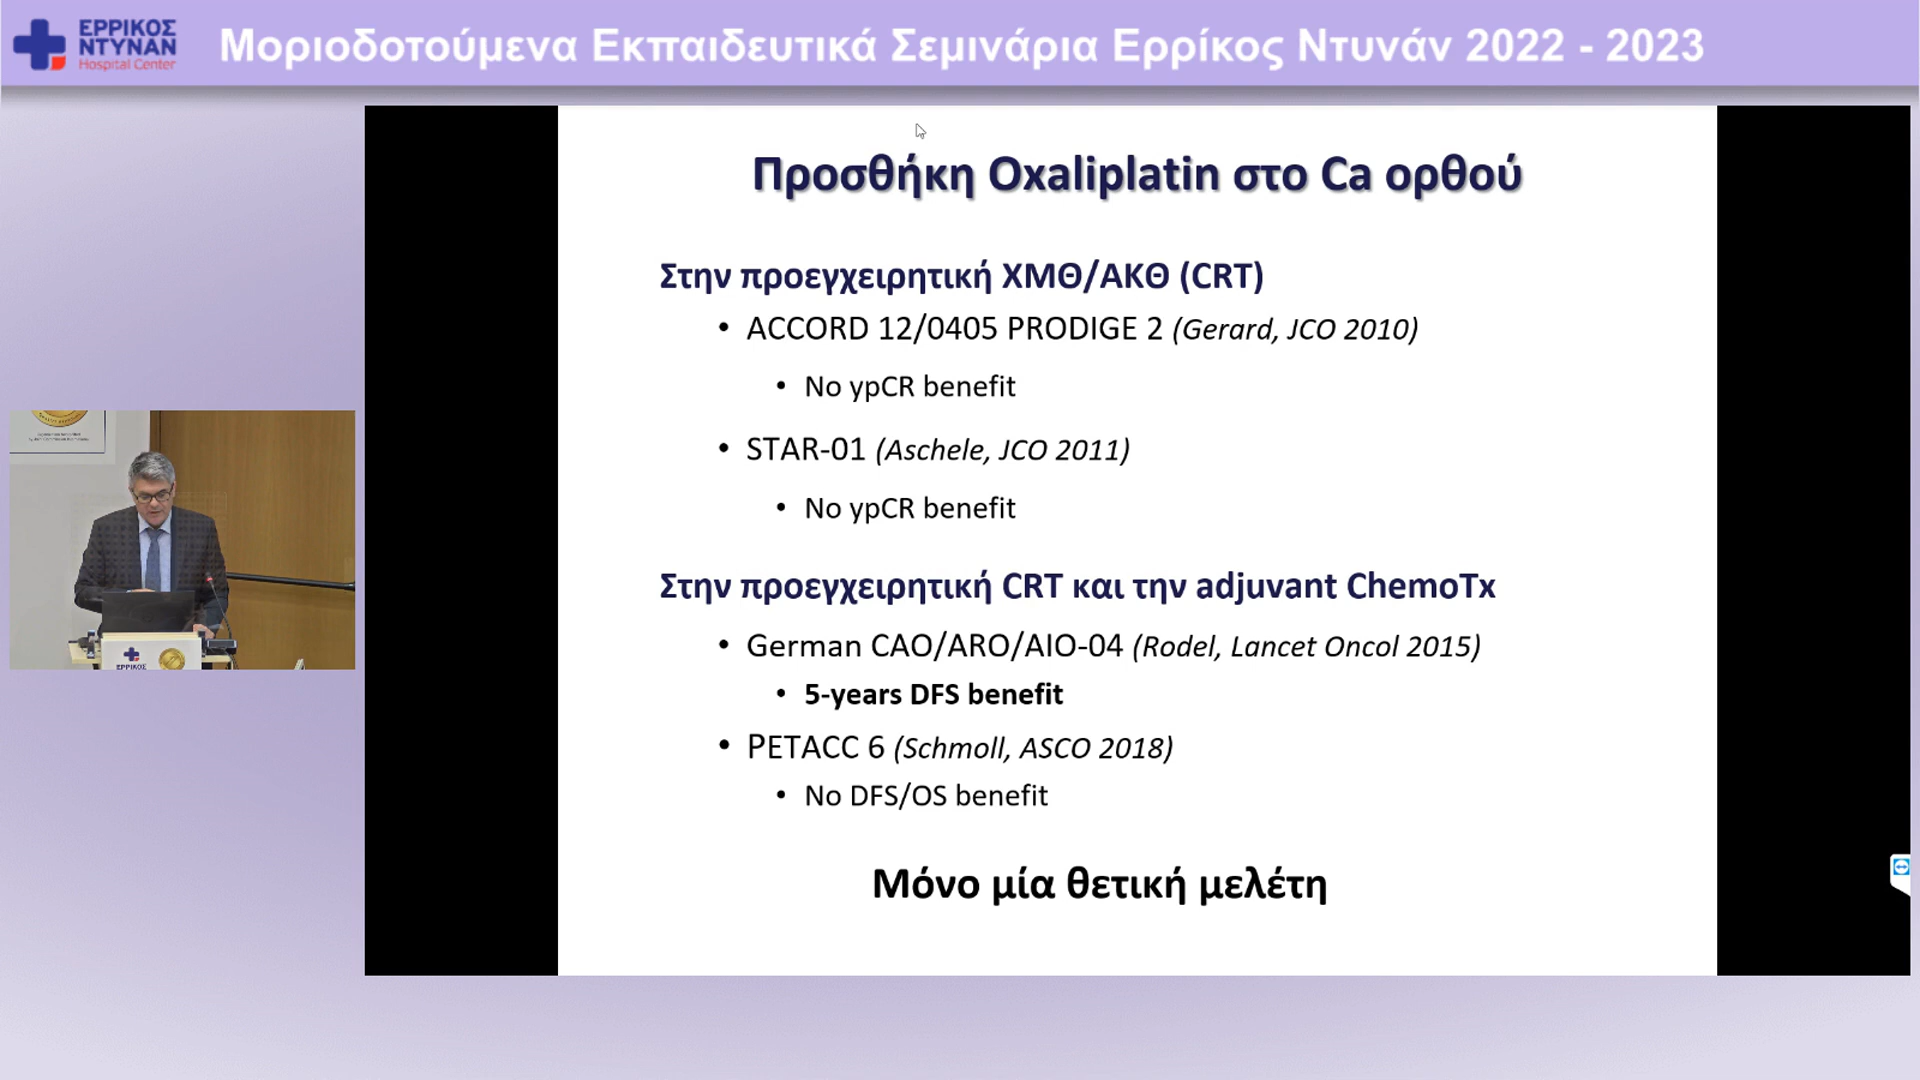 ΕΡΡΙΚΟΣ
ΝΤΥΝΑΝ
Hospital Center
Μοριοδοτούμενα Εκπαιδευτικά Σεμινάρια Ερρίκος Ντυνάν 2022 - 2023
Προσθήκη Oxaliplatin στο Ca ορθού
Στην προεγχειρητική ΧΜΘ/ΑΚΘ (CRT)
• ACCORD 12/0405 PRODIGE 2 (Gerard, JCO 2010)
• No ypCR benefit
• STAR-01 (Aschele, JCO 2011)
• No ypCR benefit
Στην προεγχειρητική CRT και την adjuvant ChemoTx
• German CAO/ARO/AIO-04 (Rodel, Lancet Oncol 2015)
• 5-years DFS benefit
• PETACC 6 (Schmoll, ASCO 2018)
• No DFS/OS benefit
Μόνο μία θετική μελέτη
ΕΡΡΙΚΟΣ